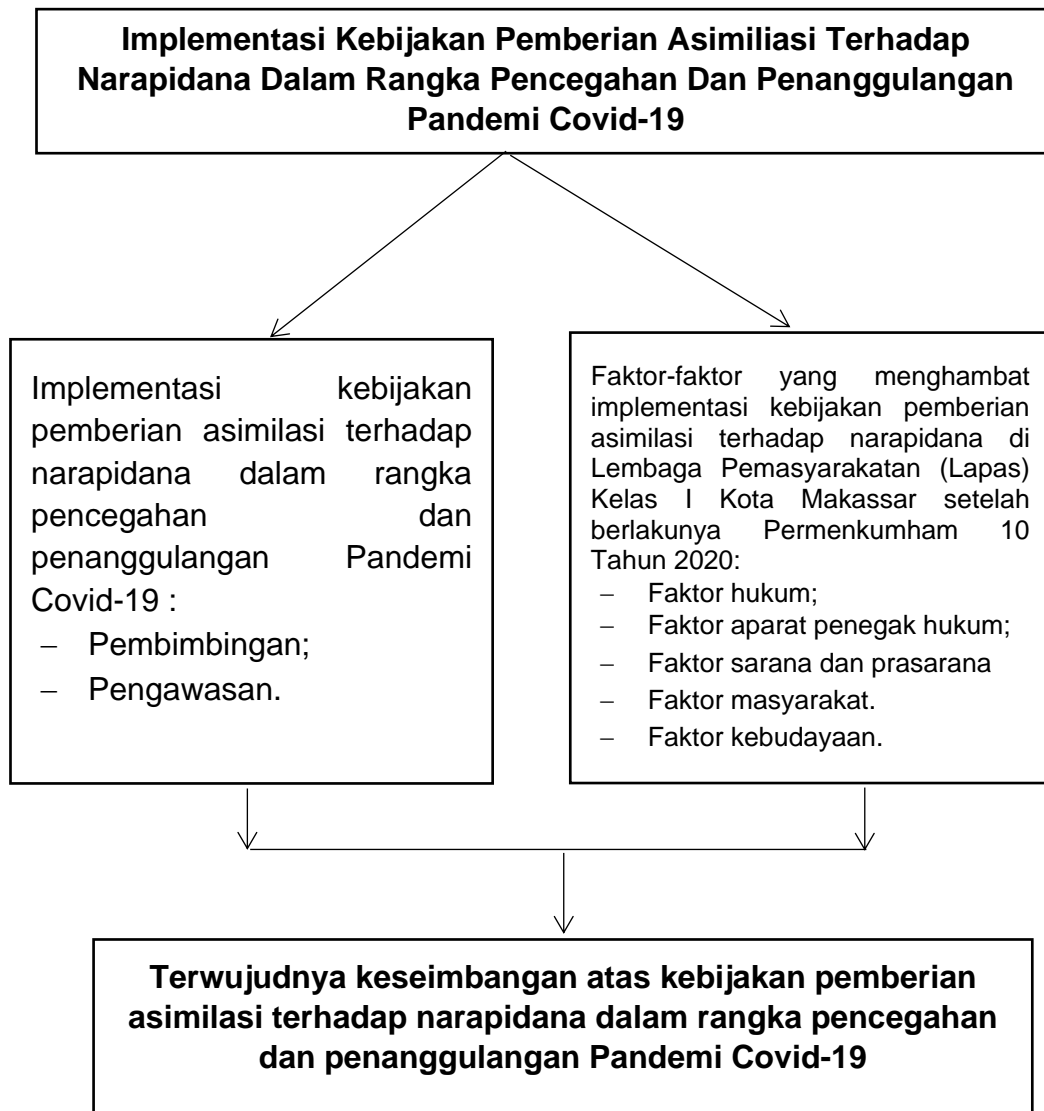 Implementasi Kebijakan Pemberian Asimiliasi Terhadap
Narapidana Dalam Rangka Pencegahan Dan Penanggulangan
Pandemi Covid-19
Implementasi kebijakan
pemberian asimilasi terhadap
narapidana dalam rangka
pencegahan dan
penanggulangan Pandemi
Covid-19 :
– Pembimbingan;
– Pengawasan.
Faktor-faktor yang menghambat
implementasi kebijakan pemberian
asimilasi terhadap narapidana di
Lembaga Pemasyarakatan (Lapas)
Kelas I Kota Makassar setelah
berlakunya Permenkumham 10
Tahun 2020:
– Faktor hukum;
– Faktor aparat penegak hukum;
– Faktor sarana dan prasarana
– Faktor masyarakat.
– Faktor kebudayaan.
Terwujudnya keseimbangan atas kebijakan pemberian
asimilasi terhadap narapidana dalam rangka pencegahan
dan penanggulangan Pandemi Covid-19